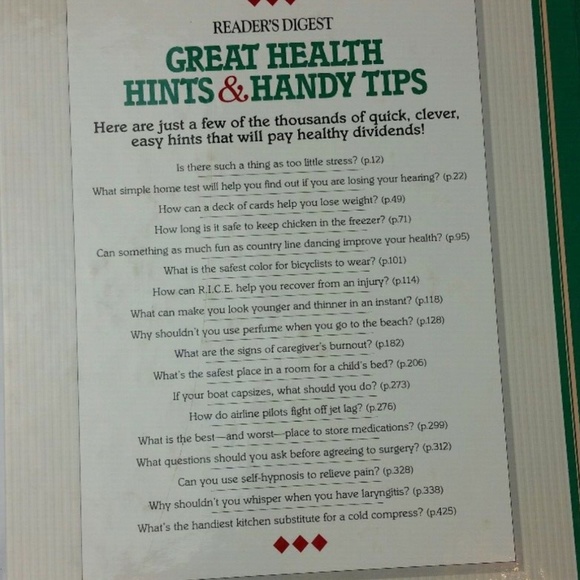 READER'S DIGEST
GREAT HEALTH
HINTS & HANDY TIPS
Here are just a few of the thousands of quick, clever,
easy hints that will pay healthy dividends!
Is there such a thing as too little stress? (p.12)
What simple home test will help you find out if you are losing your hearing? (p.22)
How can a deck of cards help you lose weight? (p.49)
How long is it safe to keep chicken in the freezer? (p.71)
Can something as much fun as country line dancing improve your health? (p.95)
What is the safest color for bicyclists to wear? (p.101)
How can R.I.C.E. help you recover from an injury? (p.114)
What can make you look younger and thinner in an instant? (p.118)
Why shouldn't you use perfume when you go to the beach? (p.128)
What are the signs of caregiver's burnout? (p.182)
What's the safest place in a room for a child's bed? (p.206)
If your boat capsizes, what should you do? (p.273)
How do airline pilots fight off jet lag? (p.276)
What is the best—and worst—place to store medications? (p.299)
What questions should you ask before agreeing to surgery? (p.312)
Can you use self-hypnosis to relieve pain? (p.328)
Why shouldn't you whisper when you have laryngitis? (p.338)
What's the handiest kitchen substitute for a cold compress? (p.425)